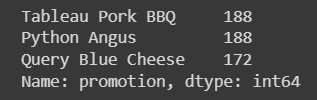 Tableau Pork BBQ     188
Python Angus         188
Query Blue Cheese    172
Name: promotion, dtype: int64